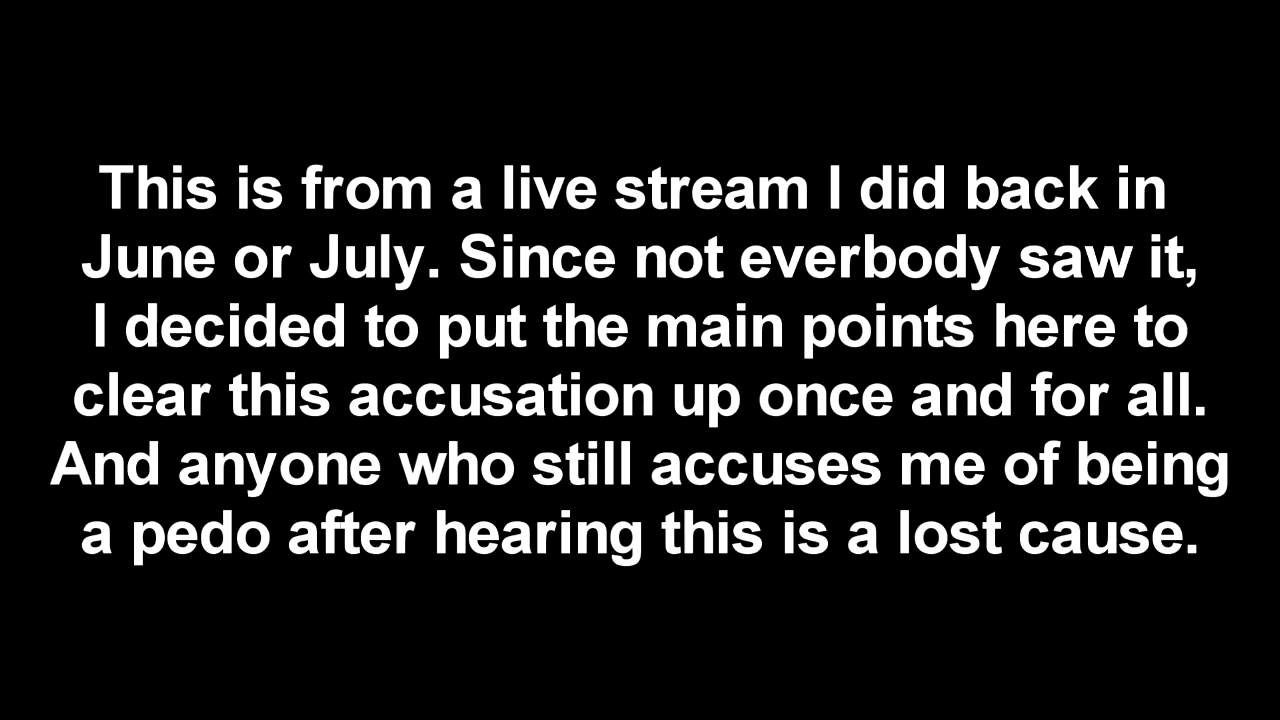 This is from a live stream I did back in
June or July. Since not everbody saw it,
I decided to put the main points here to
clear this accusation up once and for all.
And anyone who still accuses me of being
a pedo after hearing this is a lost cause.